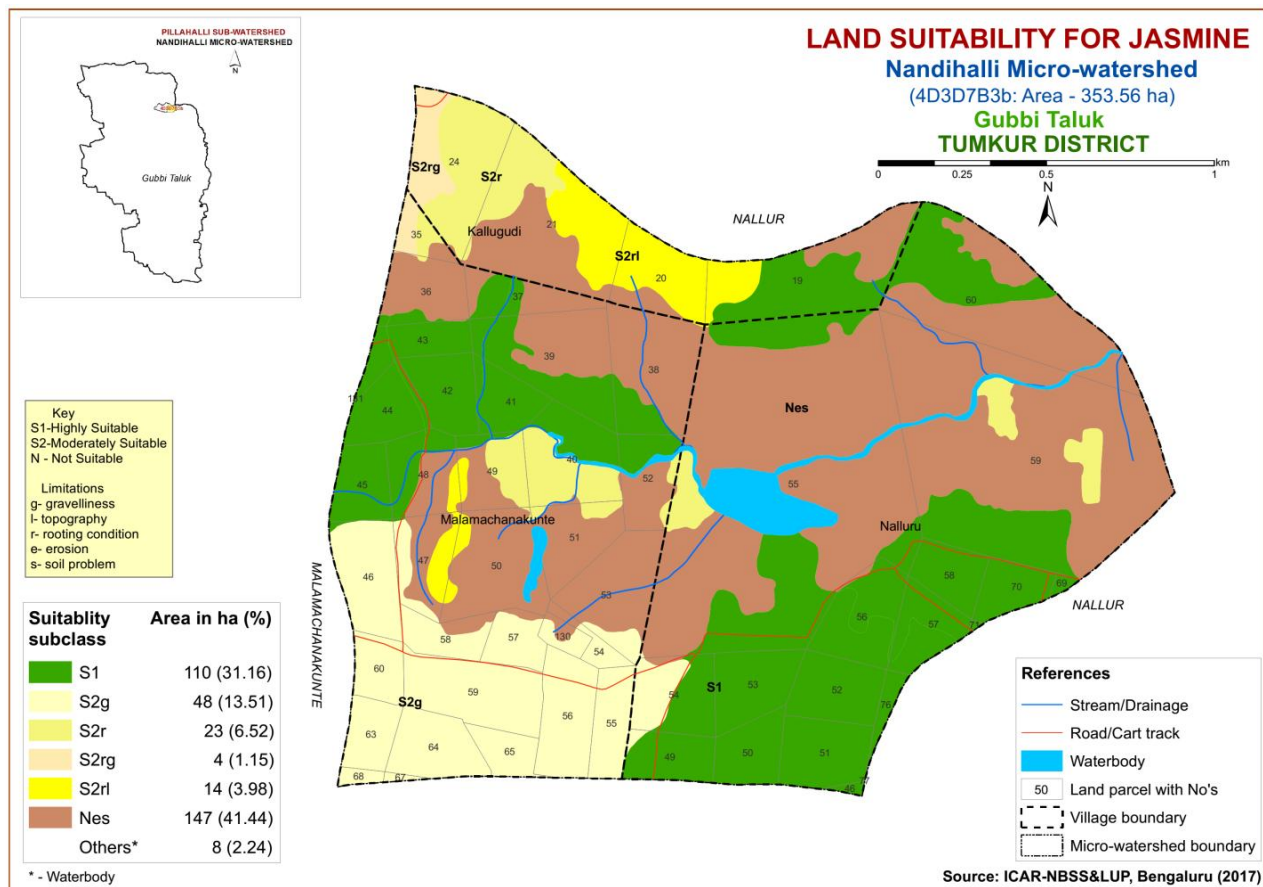 PILLAHALLI SUB-WATERSHED
NANDIHALLI MICRO-WATERSHED
N
Gubbi Taluk
LAND SUITABILITY FOR JASMINE
Nandihalli Micro-watershed
(4D3D7B3b: Area - 353.56 ha)
Gubbi Taluk
TUMKUR DISTRICT
km
0 0.25 0.5 1
N
S2rg
24
S2r
NALLUR
21
Kallugudi
35
S2rl
20
19
60
36
37
43
39
38
42
41
Nes
44
40
49
52
48
59
45
55
Malamachanakunte
51
Nalluru
47
50
46
53
58
70
69
NALLUR
MALAMACHANAKUNTE
56
57
71
58
57
130
54
60
59
S2g
54
S1
53
52
76
56
55
63
64
65
49
50
51
68
67
46
Key
S1-Highly Suitable
S2-Moderately Suitable
N - Not Suitable
Limitations
g- gravelliness
l- topography
r- rooting condition
e- erosion
s- soil problem
Suitablity subclass Area in ha (%)
S1 110 (31.16)
S2g 48 (13.51)
S2r 23 (6.52)
S2rg 4 (1.15)
S2rl 14 (3.98)
Nes 147 (41.44)
Others* 8 (2.24)
* - Waterbody
References
Stream/Drainage
Road/Cart track
Waterbody
50 Land parcel with No's
Village boundary
Micro-watershed boundary
Source: ICAR-NBSS&LUP, Bengaluru (2017)